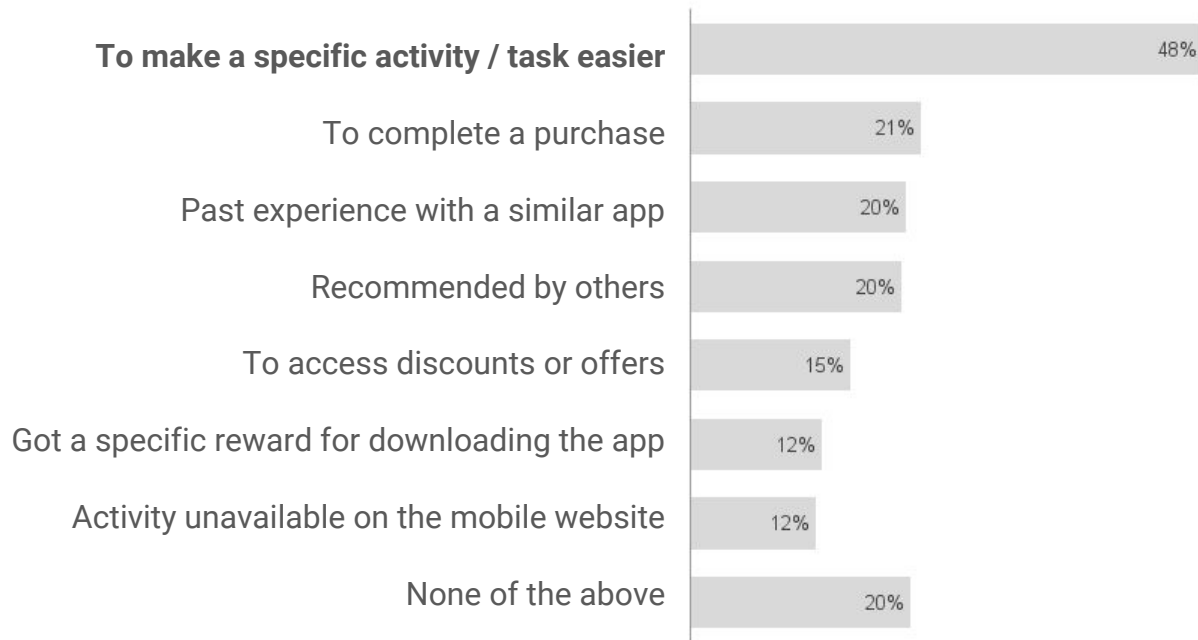 To make a specific activity / task easier 48%
To complete a purchase 21%
Past experience with a similar app 20%
Recommended by others 20%
To access discounts or offers 15%
Got a specific reward for downloading the app 12%
Activity unavailable on the mobile website 12%
None of the above 20%